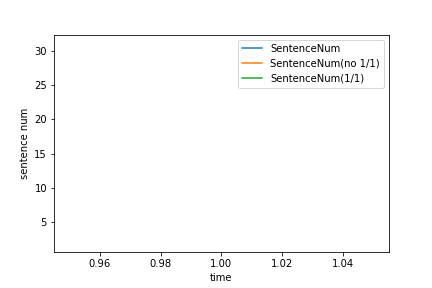 SentenceNum
SentenceNum(no 1/1)
SentenceNum(1/1)
30
25
20
15
10
5
sentence num
0.96 0.98 1.00 1.02 1.04
time